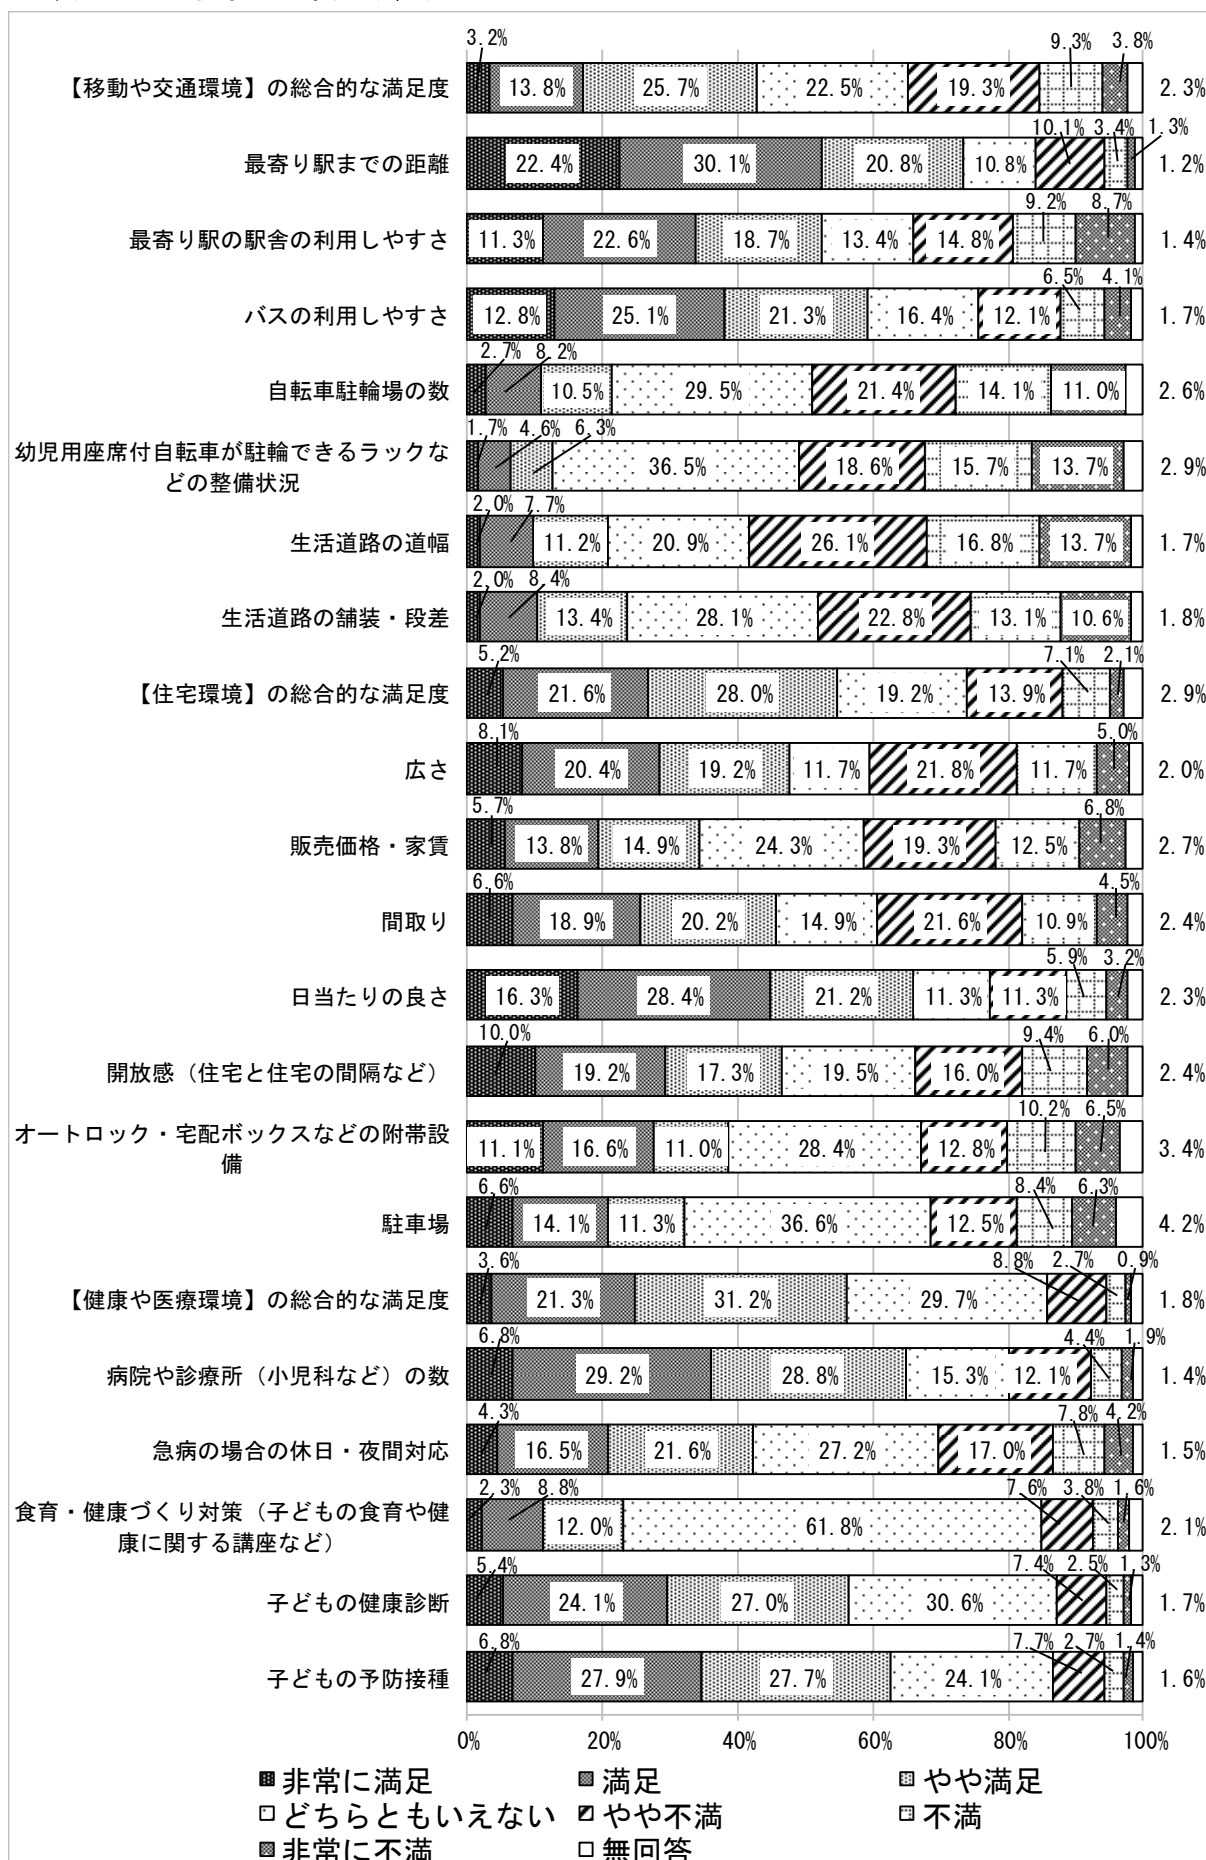 3.2% 9.3% 3.8%
【移動や交通環境】の総合的な満足度 13.8% 25.7% 22.5% 19.3% 2.3%
10.1% 3.4% 1.3%
最寄り駅までの距離 22.4% 30.1% 20.8% 10.8% 1.2%
9.2% 8.7%
最寄り駅の駅舎の利用しやすさ 11.3% 22.6% 18.7% 13.4% 14.8% 1.4%
6.5% 4.1%
バスの利用しやすさ 12.8% 25.1% 21.3% 16.4% 12.1% 1.7%
2.7% 8.2%
自転車駐輪場の数 10.5% 29.5% 21.4% 14.1% 11.0% 2.6%
1.7% 4.6% 6.3%
幼児用座席付自転車が駐輪できるラックな
どの整備状況 36.5% 18.6% 15.7% 13.7% 2.9%
2.0% 7.7%
生活道路の道幅 11.2% 20.9% 26.1% 16.8% 13.7% 1.7%
2.0% 8.4%
生活道路の舗装・段差 13.4% 28.1% 22.8% 13.1% 10.6% 1.8%
5.2% 7.1% 2.1%
【住宅環境】の総合的な満足度 21.6% 28.0% 19.2% 13.9% 2.9%
8.1% 5.0%
広さ 20.4% 19.2% 11.7% 21.8% 11.7% 2.0%
5.7% 6.8%
販売価格・家賃 13.8% 14.9% 24.3% 19.3% 12.5% 2.7%
6.6% 4.5%
間取り 18.9% 20.2% 14.9% 21.6% 10.9% 2.4%
5.9% 3.2%
日当たりの良さ 16.3% 28.4% 21.2% 11.3% 11.3% 2.3%
10.0% 9.4% 6.0%
開放感（住宅と住宅の間隔など） 19.2% 17.3% 19.5% 16.0% 2.4%
10.2% 6.5%
オートロック・宅配ボックスなどの附帯設
備 11.1% 16.6% 11.0% 28.4% 12.8% 3.4%
6.6% 8.4% 6.3%
駐車場 14.1% 11.3% 36.6% 12.5% 4.2%
3.6% 8.8% 2.7% 0.9%
【健康や医療環境】の総合的な満足度 21.3% 31.2% 29.7% 1.8%
6.8% 4.4% 1.9%
病院や診療所（小児科など）の数 29.2% 28.8% 15.3% 12.1% 1.4%
4.3% 7.8% 4.2%
急病の場合の休日・夜間対応 16.5% 21.6% 27.2% 17.0% 1.5%
2.3% 8.8% 7.6% 3.8% 1.6%
食育・健康づくり対策（子どもの食育や健
康に関する講座など） 12.0% 61.8% 2.1%
5.4% 7.4% 2.5% 1.3%
子どもの健康診断 24.1% 27.0% 30.6% 1.7%
6.8% 7.7% 2.7% 1.4%
子どもの予防接種 27.9% 27.7% 24.1% 1.6%
0% 20% 40% 60% 80% 100%
非常に満足 満足 やや満足
どちらともいえない やや不満 不満
非常に不満 無回答